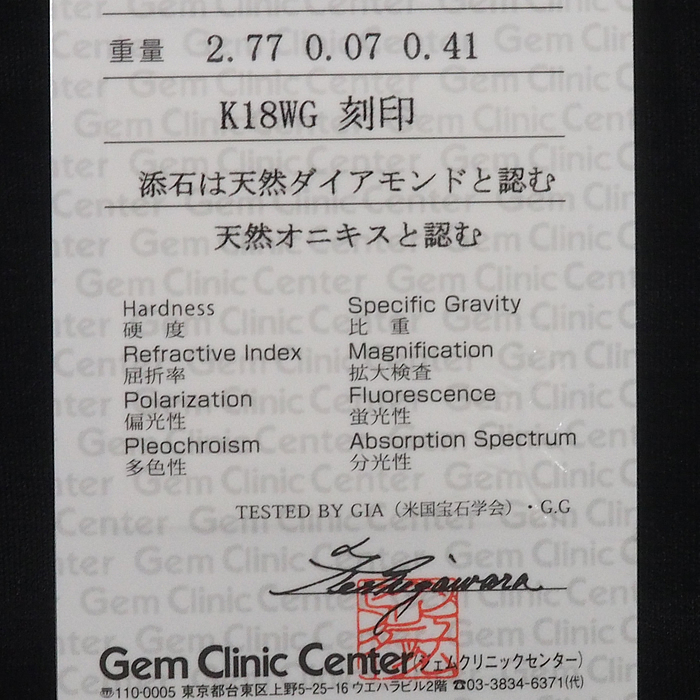 重量 2.77 0.07 0.41
K18WG 刻印
添石は天然ダイアモンドと認む
天然オニキスと認む
Hardness Specific Gravity
硬 度 比 重
Refractive Index Magnification
屈折率 拡大検査
Polarization Fluorescence
偏光性 蛍光性
Pleochroism Absorption Spectrum
多色性 分光性
TESTED BY GIA（米国宝石学会）・G.G
Gem Clinic Center(ジェムクリニックセンター)
〠110-0005 東京都台東区上野5-25-16 ウエハラビル2階 ☎03-3834-6371(代)